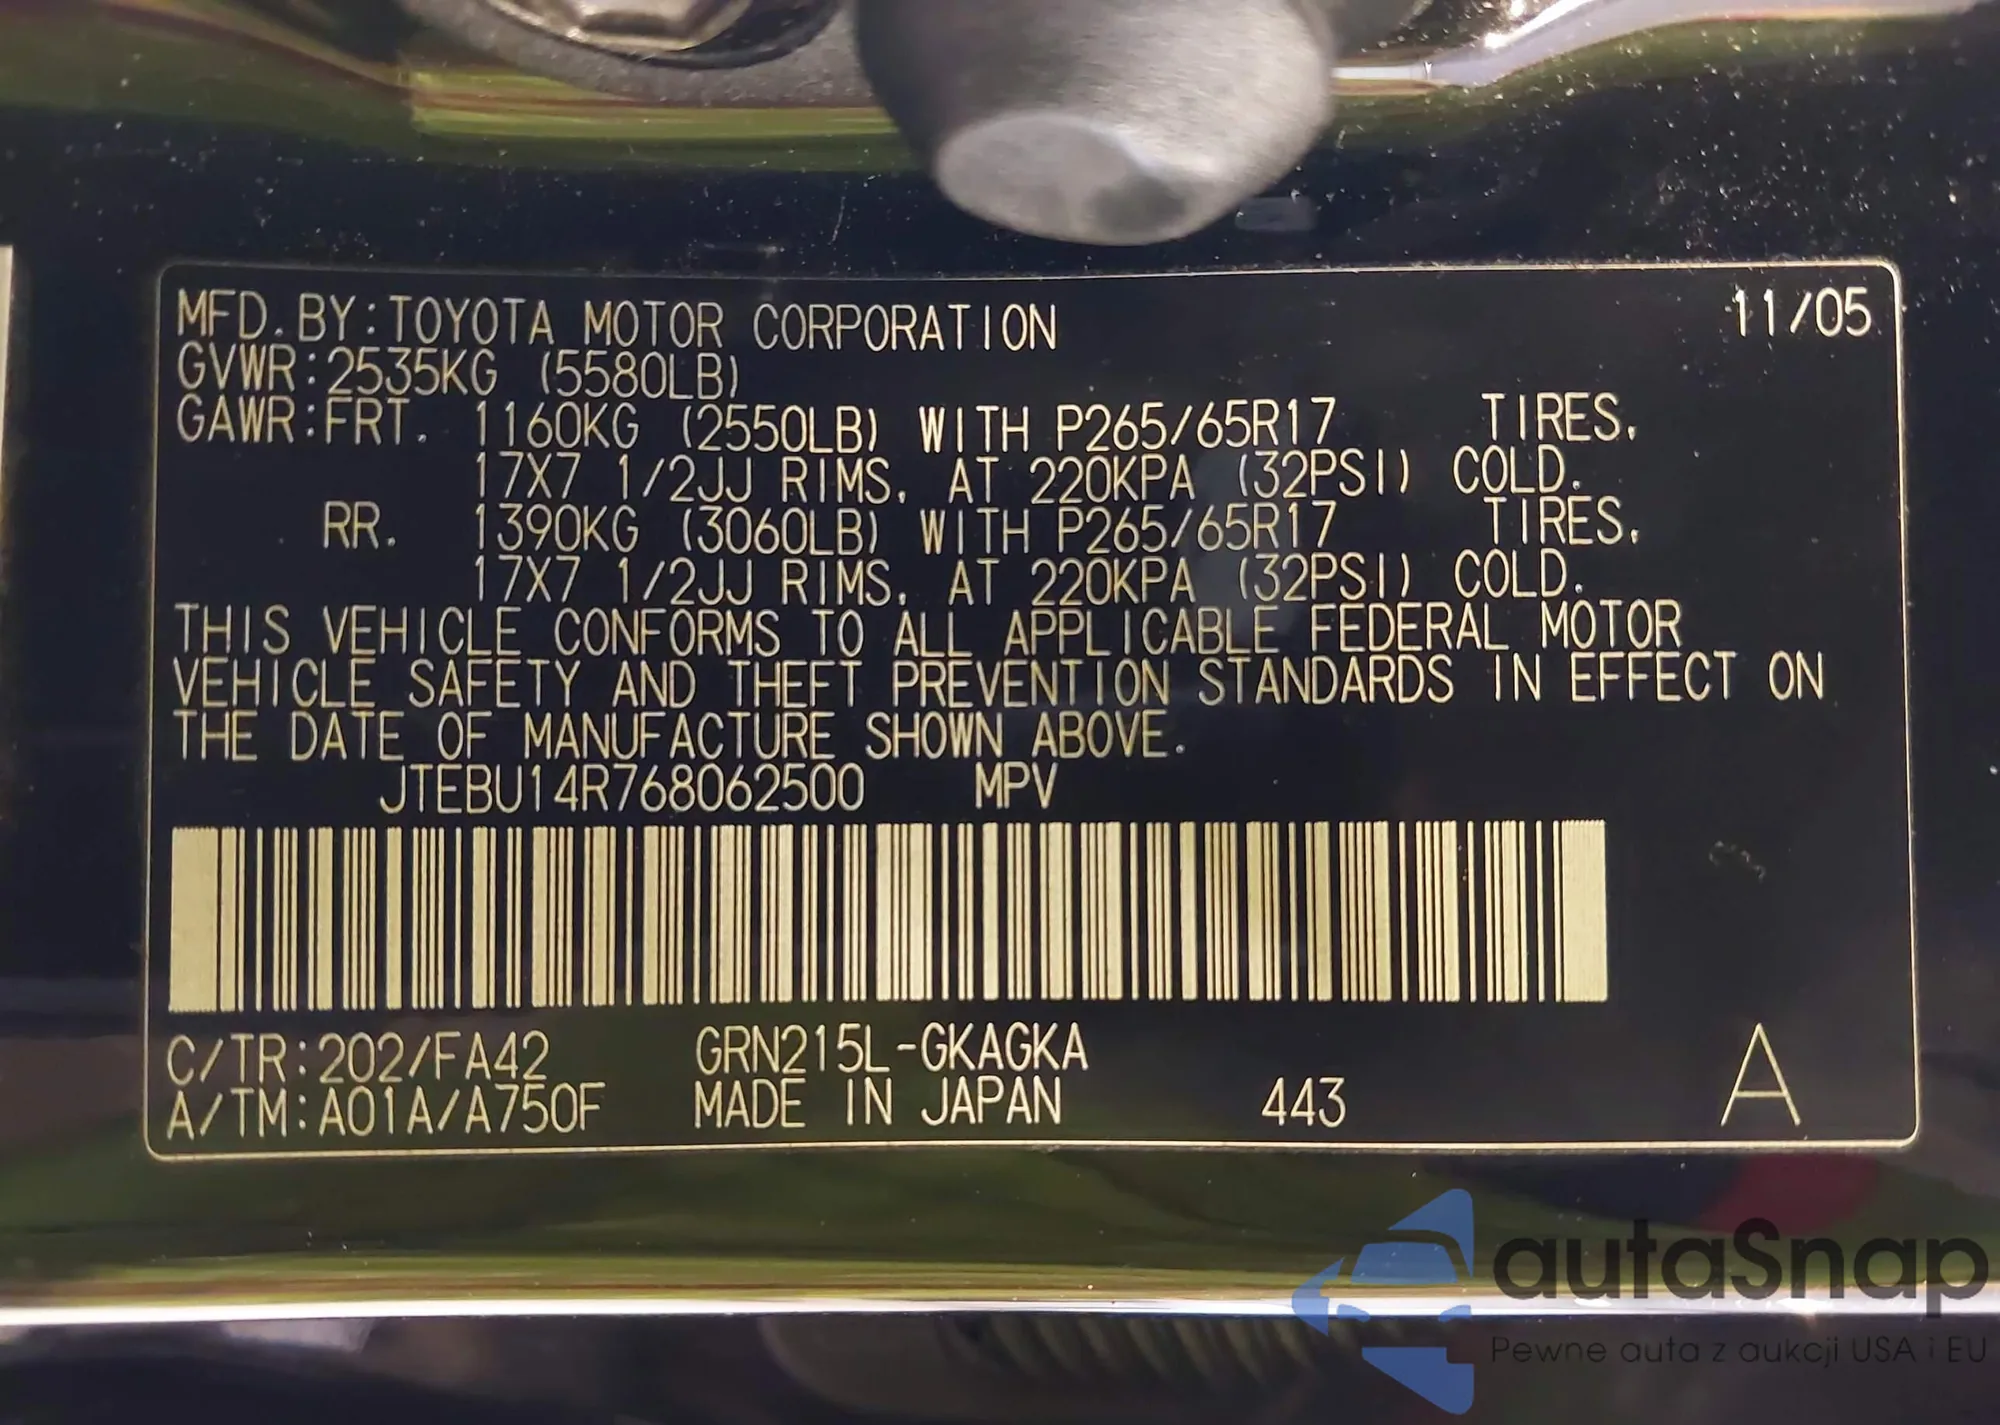 MFD.BY:TOYOTA MOTOR CORPORATION 11/05
GVWR:2535KG (5580LB)
GAWR:FRT. 1160KG (2550LB) WITH P265/65R17 TIRES.
17X7 1/2JJ RIMS. AT 220KPA (32PSI) COLD.
RR. 1390KG (3060LB) WITH P265/65R17 TIRES.
17X7 1/2JJ RIMS. AT 220KPA (32PSI) COLD.
THIS VEHICLE CONFORMS TO ALL APPLICABLE FEDERAL MOTOR
VEHICLE SAFETY AND THEFT PREVENTION STANDARDS IN EFFECT ON
THE DATE OF MANUFACTURE SHOWN ABOVE.
JTEBU14R768062500 MPV
C/TR:202/FA42 GRN215L-GKAGKA
A/TM:A01A/A750F MADE IN JAPAN 443 A
autaSnap
Pewne auta z aukcji USA i EU